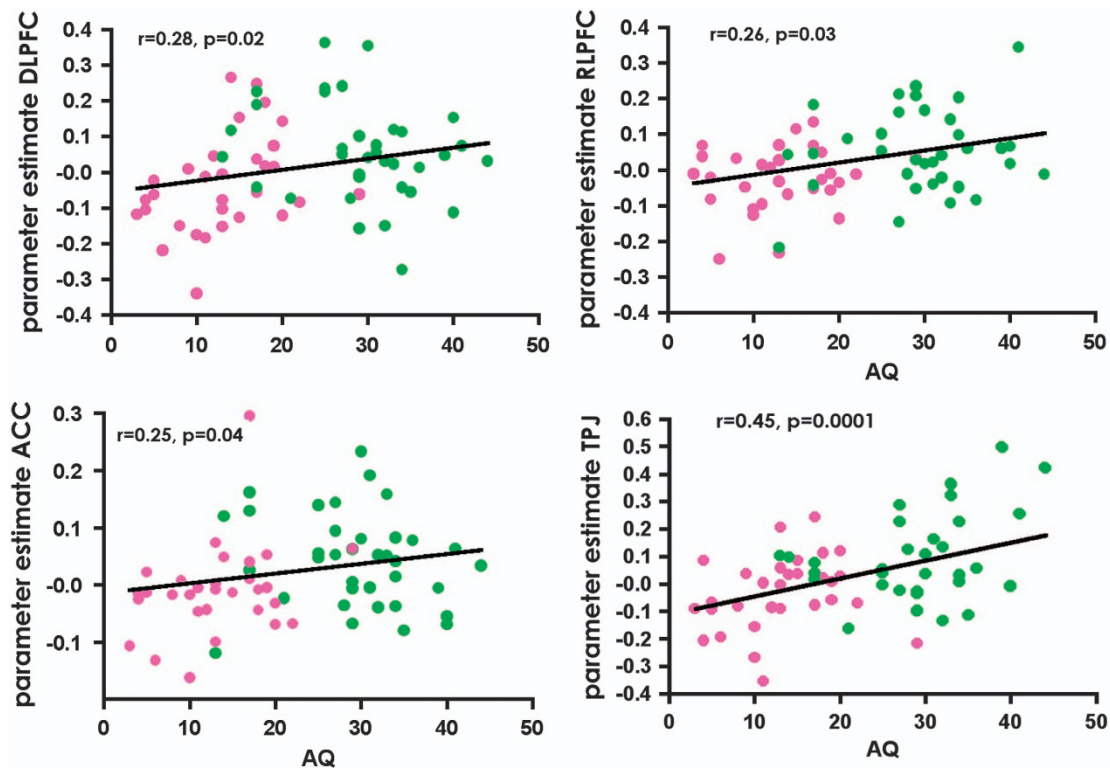 parameter estimate DLPFC
r=0.28, p=0.02
0.4
0.3
0.2
0.1
-0.0
-0.1
-0.2
-0.3
-0.4
0 10 20 30 40 50
parameter estimate RLPFC
r=0.26, p=0.03
0.4
0.3
0.2
0.1
-0.0
-0.1
-0.2
-0.3
-0.4
0 10 20 30 40 50
AQ
parameter estimate ACC
r=0.25, p=0.04
0.3
0.2
0.1
-0.0
-0.1
0 10 20 30 40 50
AQ
parameter estimate TPJ
r=0.45, p=0.0001
0.6
0.5
0.4
0.3
0.2
0.1
-0.0
-0.1
-0.2
-0.3
-0.4
0 10 20 30 40 50
AQ